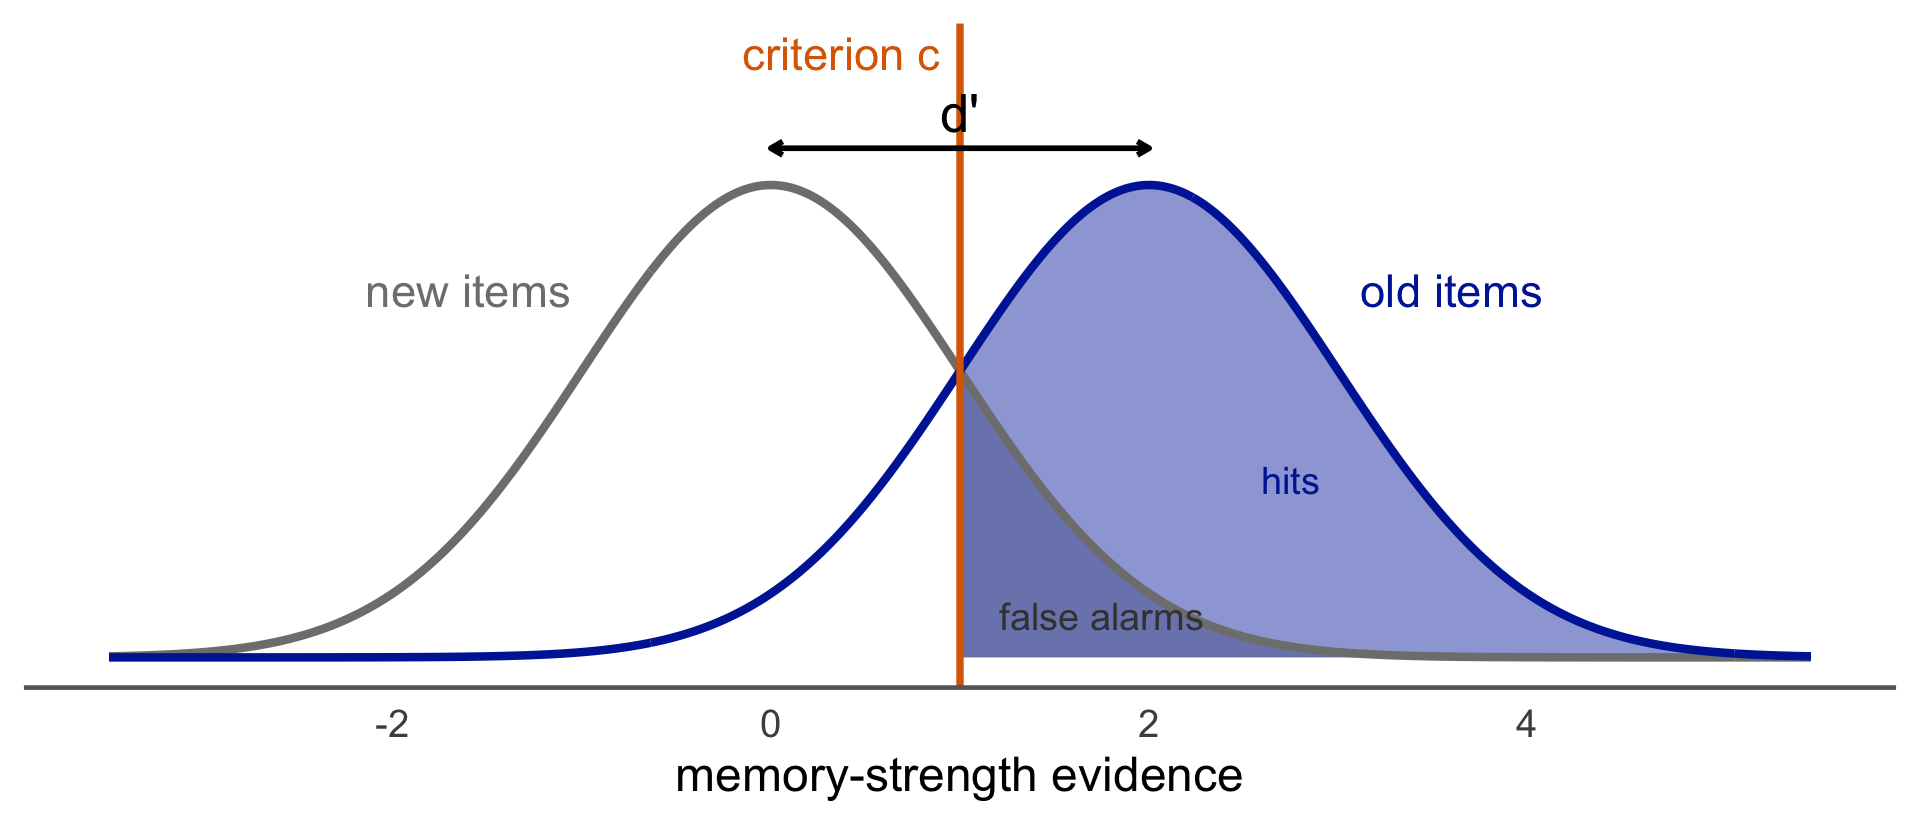 criterion c
d'
new items
old items
hits
false alarms
-2 0 2 4
memory-strength evidence